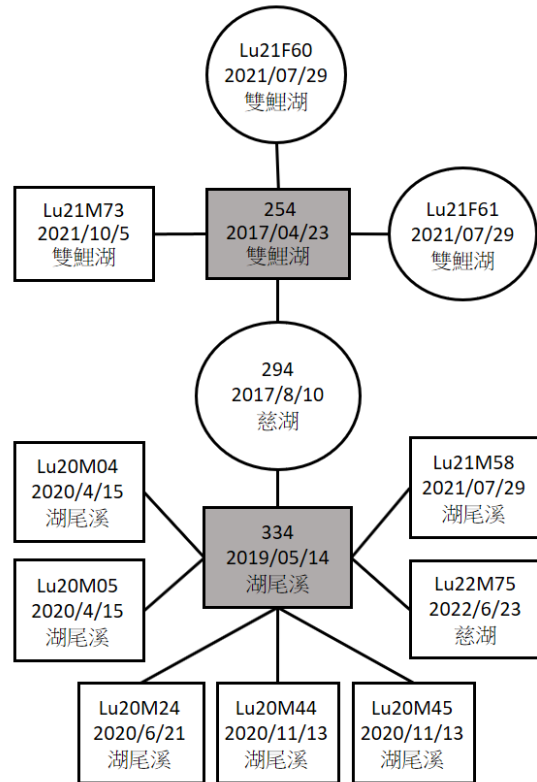 Lu21F60
2021/07/29
雙鯉湖
Lu21M73
2021/10/5
雙鯉湖
254
2017/04/23
雙鯉湖
Lu21F61
2021/07/29
雙鯉湖
294
2017/8/10
慈湖
Lu20M04
2020/4/15
湖尾溪
Lu21M58
2021/07/29
湖尾溪
334
2019/05/14
湖尾溪
Lu20M05
2020/4/15
湖尾溪
Lu22M75
2022/6/23
慈湖
Lu20M24
2020/6/21
湖尾溪
Lu20M44
2020/11/13
湖尾溪
Lu20M45
2020/11/13
湖尾溪